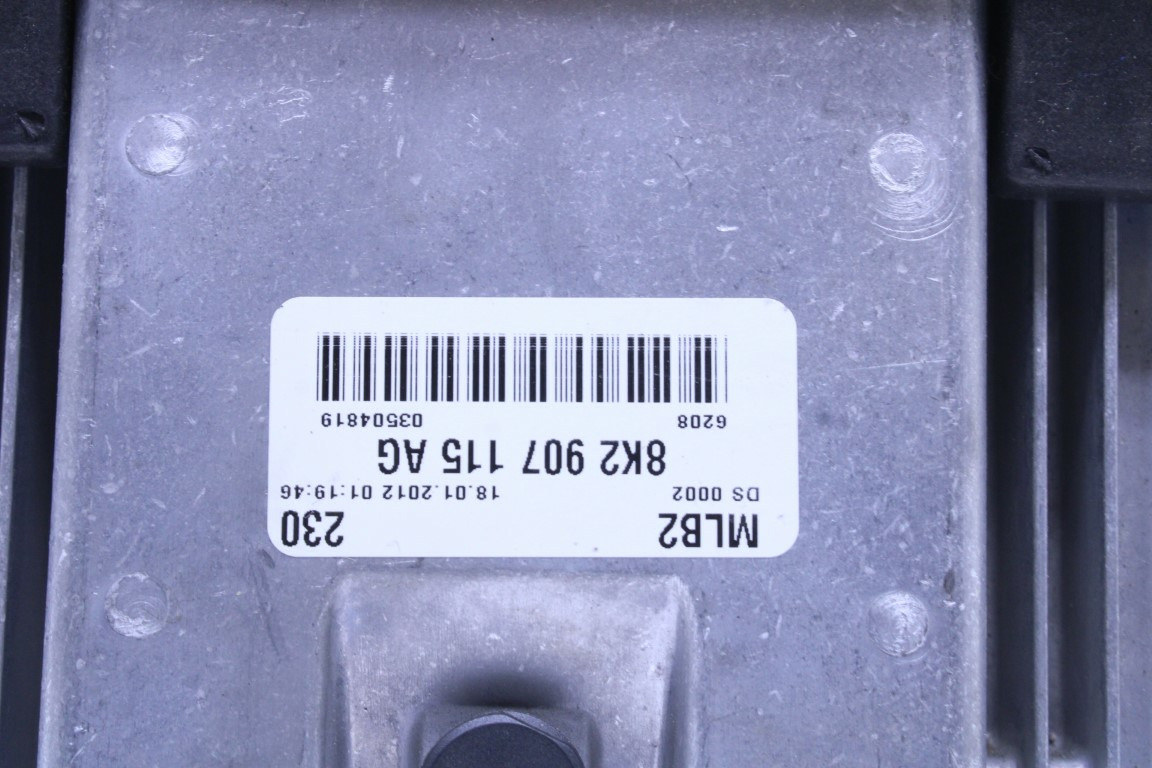 MLB2 230
DS 0002 18.01.2012 01:19:46
8K2 907 115 AG
6208 03504819